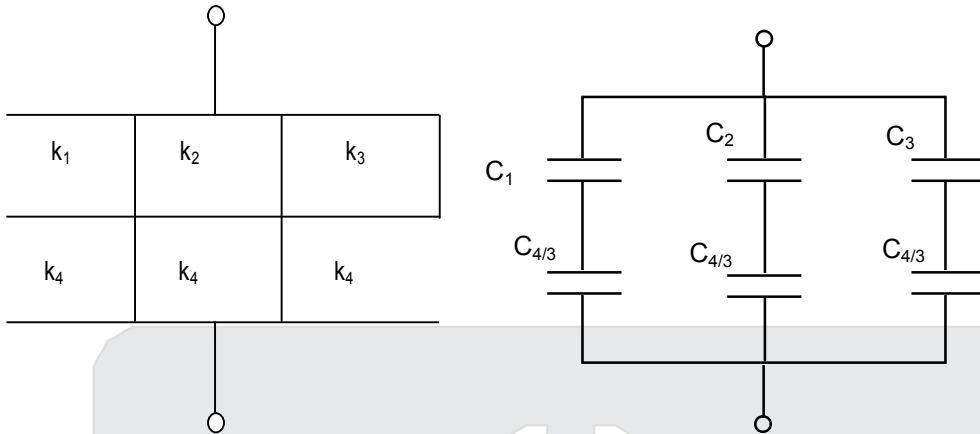 k₁ k₂ k₃
k₄ k₄ k₄
C₂ C₃
C₁
C₄/₃ C₄/₃ C₄/₃